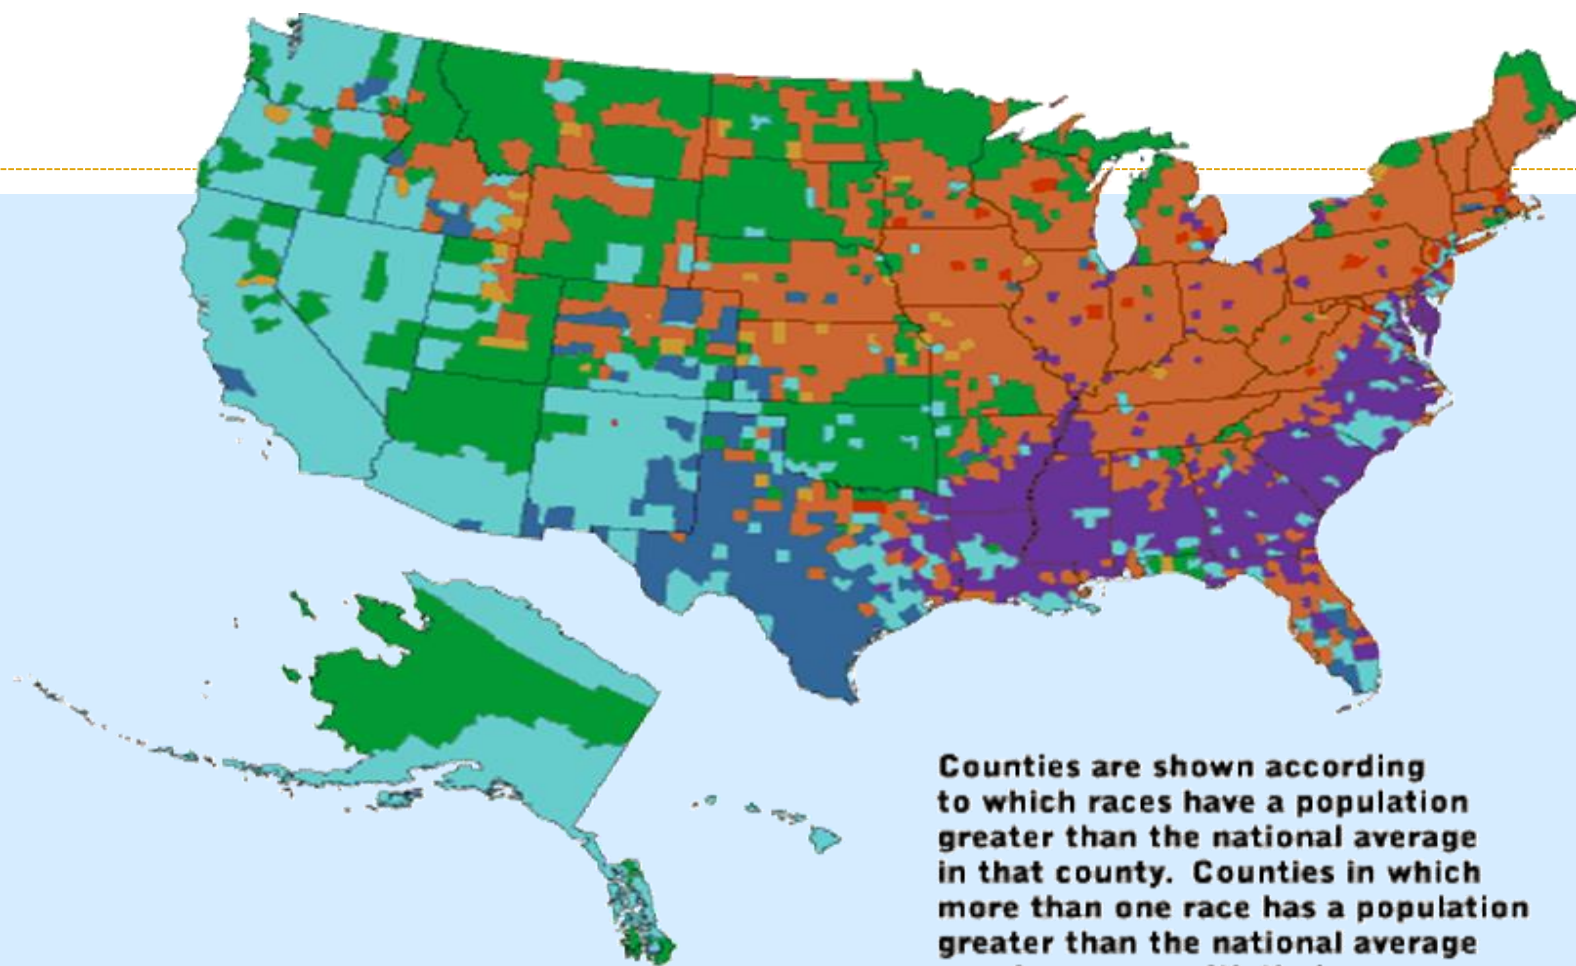 Counties are shown according
to which races have a population
greater than the national average
in that county. Counties in which
more than one race has a population
greater than the national average